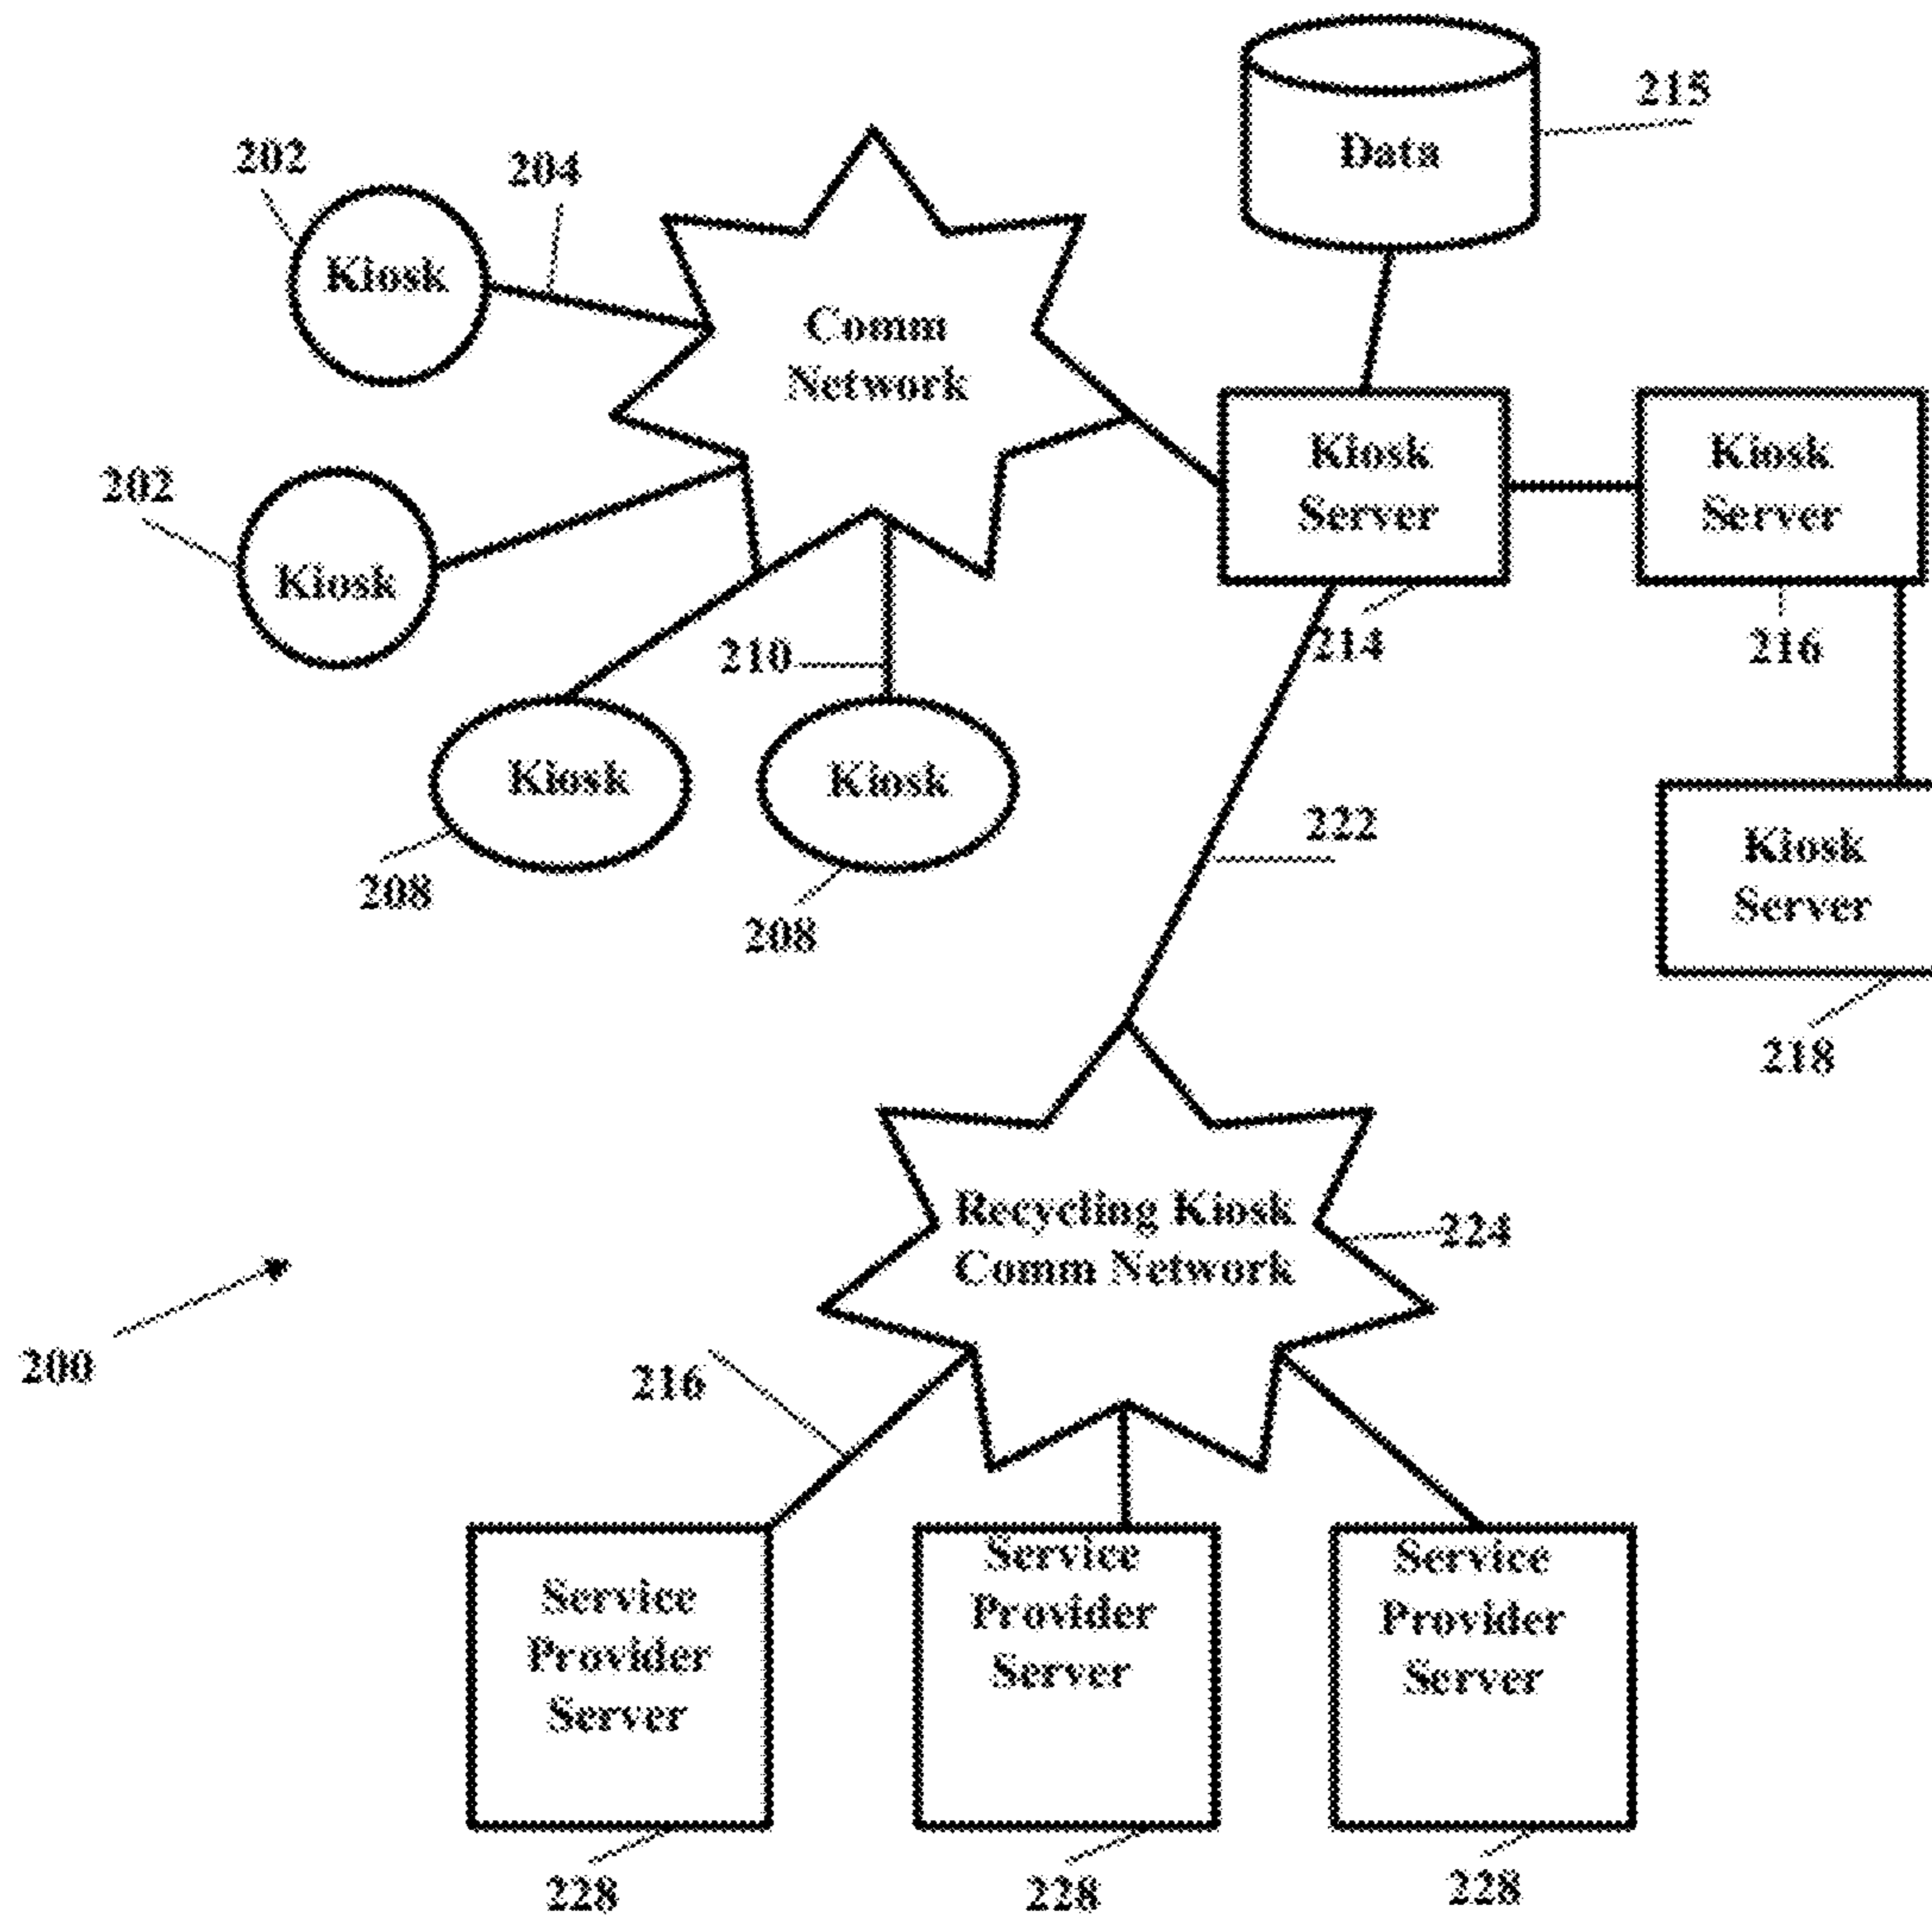 215
Data
202
204
Kiosk
Comm
Network
Kiosk
Server
Kiosk
Server
202
Kiosk
210
214
216
Kiosk
Kiosk
222
Kiosk
Server
208
208
218
Recycling Kiosk
Comm Network
224
200
216
Service
Provider
Server
Service
Provider
Server
Service
Provider
Server
228
228
228